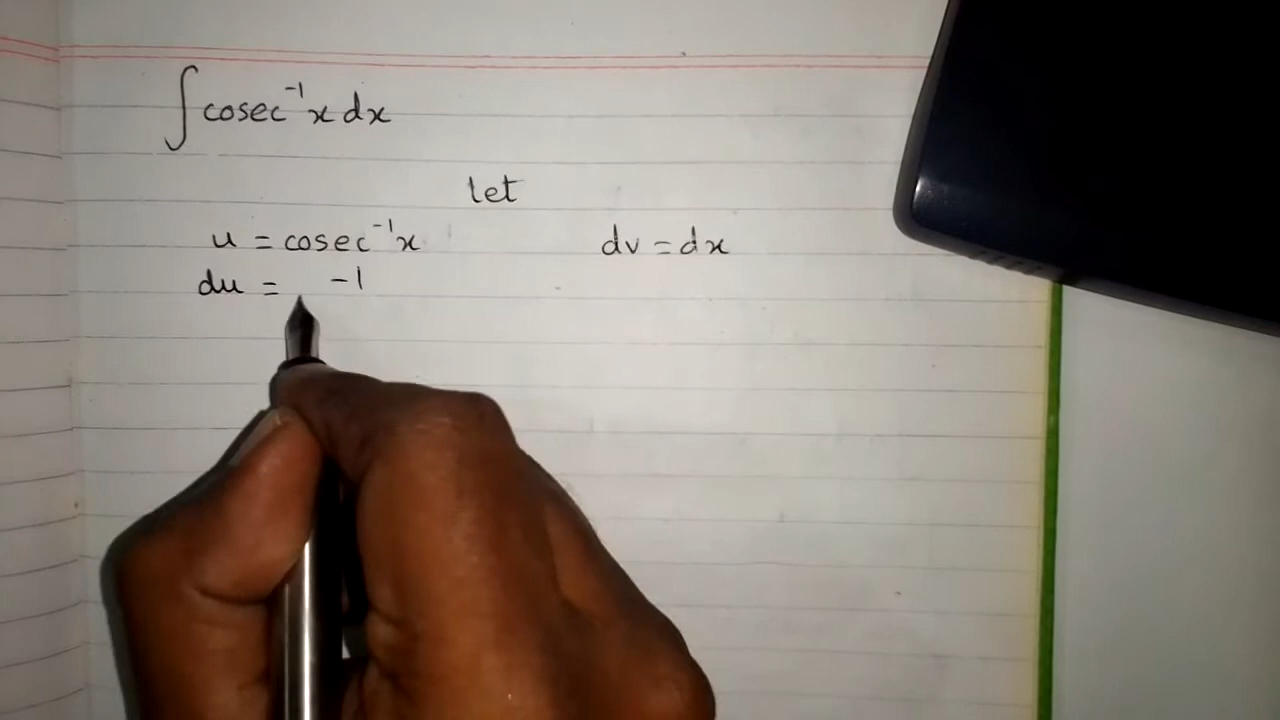 ∫ cosec⁻¹x dx
let
u = cosec⁻¹x dv = dx
du = -1